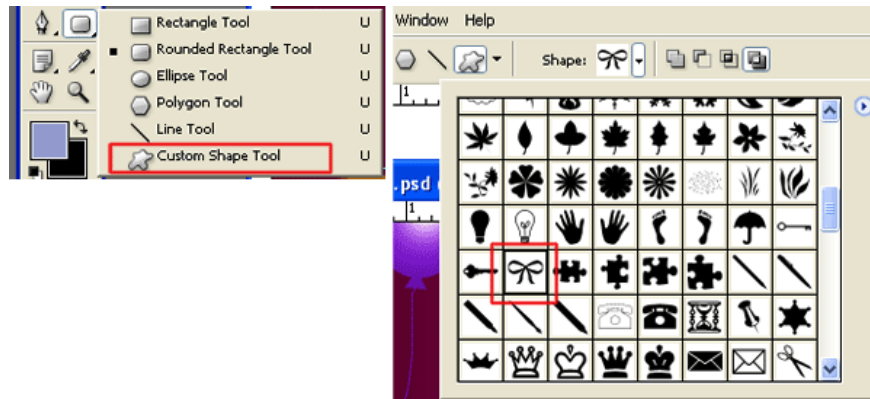 Rectangle Tool U
Rounded Rectangle Tool U
Ellipse Tool U
Polygon Tool U
Line Tool U
Custom Shape Tool U
Window Help
Shape:
1
.psd
1